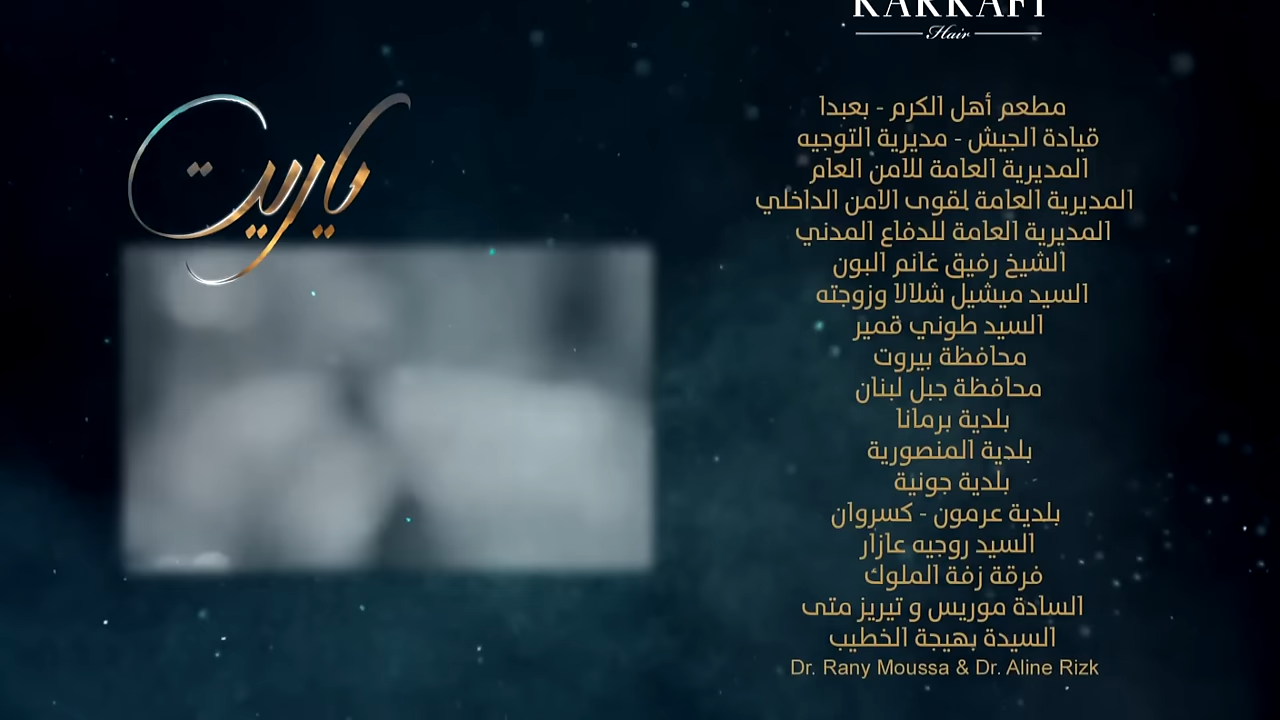 KARKAFI
Hair
يا ريت
مطعم أهل الكرم - بعبدا
قيادة الجيش - مديرية التوجيه
المديرية العامة للامن العام
المديرية العامة لقوى الامن الداخلي
المديرية العامة للدفاع المدني
الشيخ رفيق غانم البون
السيد ميشيل شلالا وزوجته
السيد طوني قمير
محافظة بيروت
محافظة جبل لبنان
بلدية برمانا
بلدية المنصورية
بلدية جونية
بلدية عرمون - كسروان
السيد روجيه عازار
فرقة زفة الملوك
السادة موريس و تيريز متى
السيدة بهيجة الخطيب
Dr. Rany Moussa & Dr. Aline Rizk